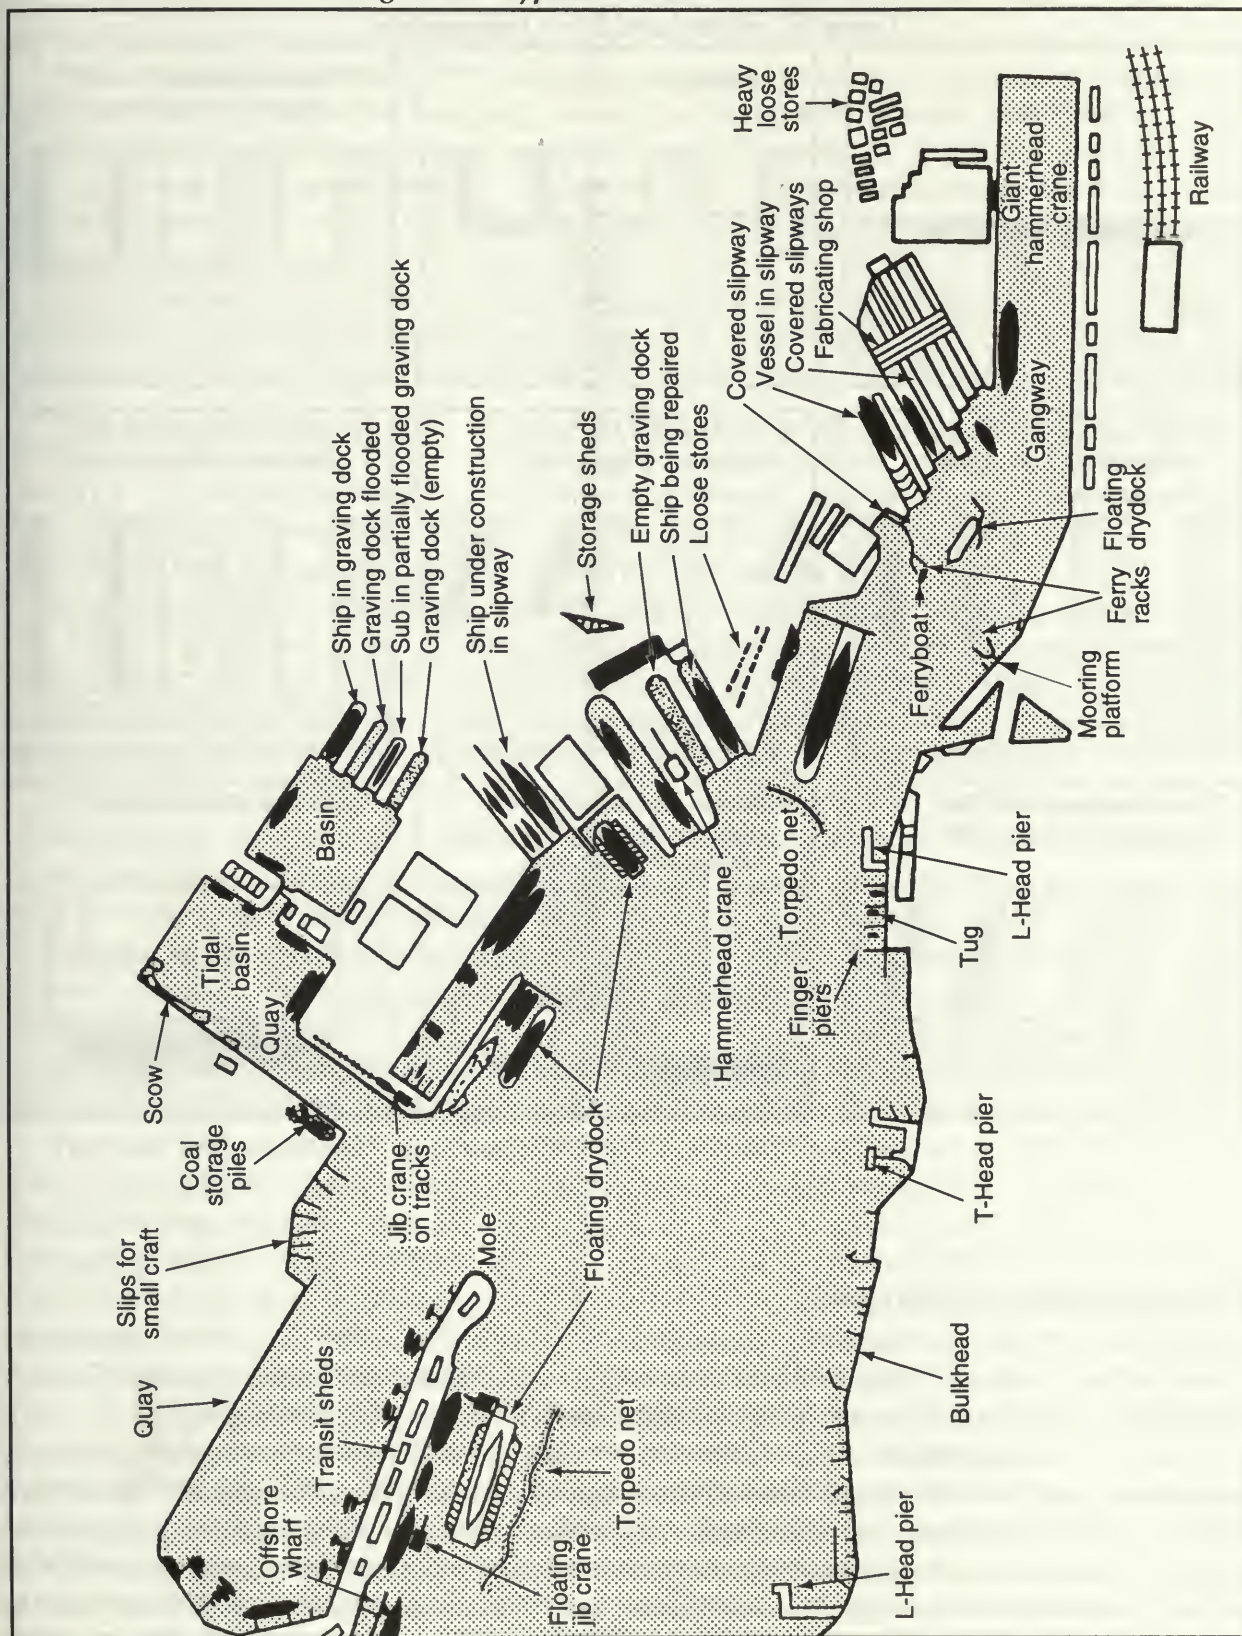 Quay
Slips for
small craft
Coal
storage
piles
Scow
Tidal
basin
Quay
Basin
Ship in graving dock
Graving dock flooded
Sub in partially flooded graving dock
Graving dock (empty)
Ship under construction
in slipway
Storage sheds
Empty graving dock
Ship being repaired
Loose stores
Covered slipway
Vessel in slipway
Covered slipways
Fabricating shop
Heavy
loose
stores
Offshore
wharf
Transit sheds
Mole
Jib crane
on tracks
Floating
jib crane
Torpedo net
Floating drydock
Hammerhead crane
Torpedo net
Finger
piers
Ferryboat
Gangway
Giant
hammerhead
crane
L-Head pier
Bulkhead
T-Head pier
Tug
L-Head pier
Mooring
platform
Ferry
racks
Floating
drydock
Railway